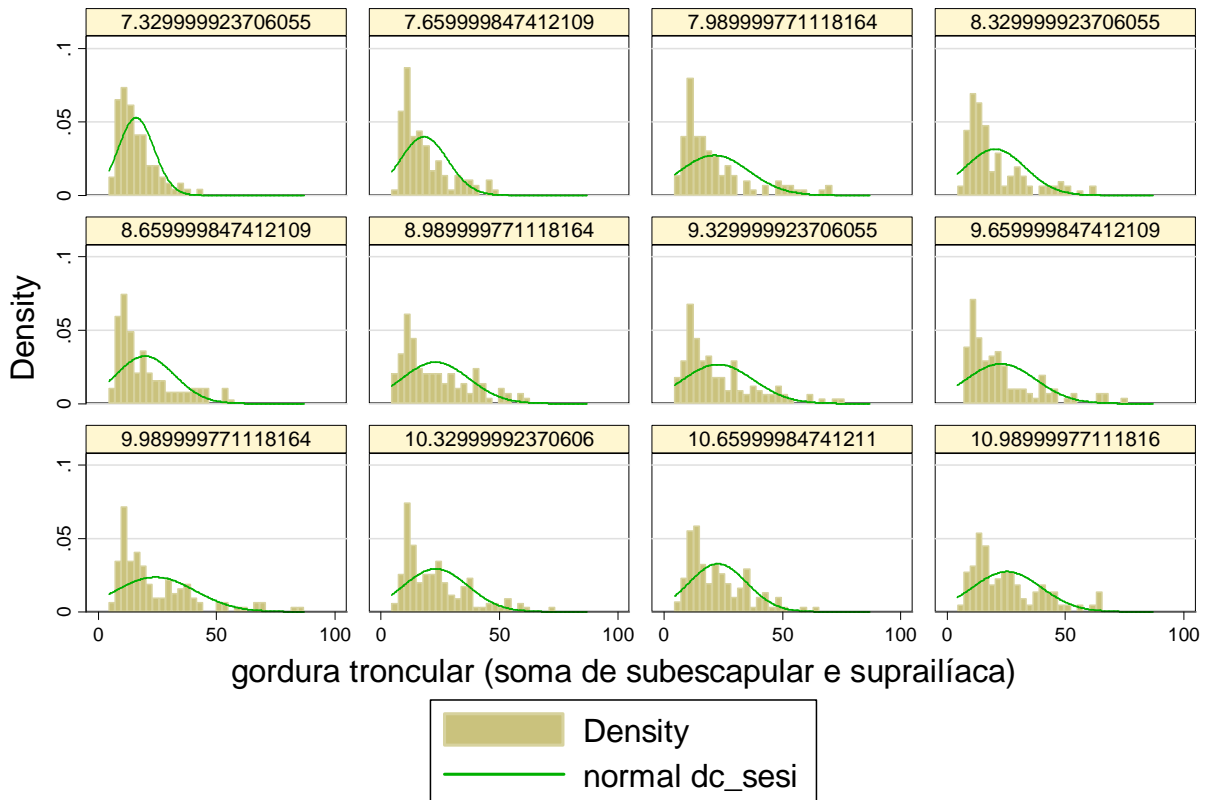 7.329999923706055
7.659999847412109
7.989999771118164
8.329999923706055
.1
.05
0
8.659999847412109
8.989999771118164
9.329999923706055
9.659999847412109
.1
.05
0
9.989999771118164
10.32999992370606
10.65999984741211
10.98999977111816
.1
.05
0
Density
0 50 100
0 50 100
0 50 100
0 50 100
gordura troncular (soma de subescapular e suprailíaca)
Density
normal dc_sesi